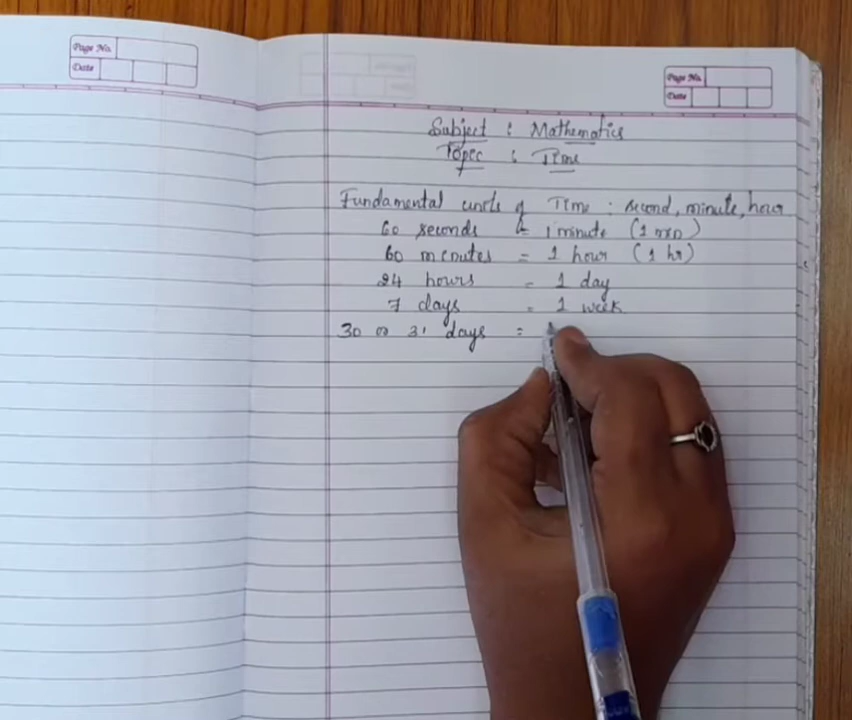 Page No.
Date
Page No.
Date
Subject : Mathematics
Topic : Time
Fundamental units of Time : second, minute, hour
60 seconds = 1 minute (1 min)
60 minutes = 1 hour (1 hr)
24 hours = 1 day
7 days = 1 week
30 or 31 days =